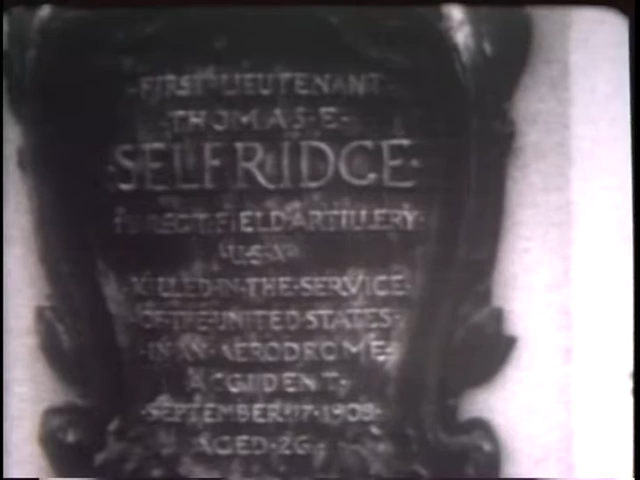 ·FIRST·LIEUTENANT·
·THOMAS·E·
·SELFRIDGE·
REGT·FIELD·ARTILLERY·
U·S·A·
·KILLED·IN·THE·SERVICE·
·OF·THE·UNITED·STATES·
·IN·AN·AERODROME·
ACCIDENT·
·SEPTEMBER·17·1908·
AGED·26·